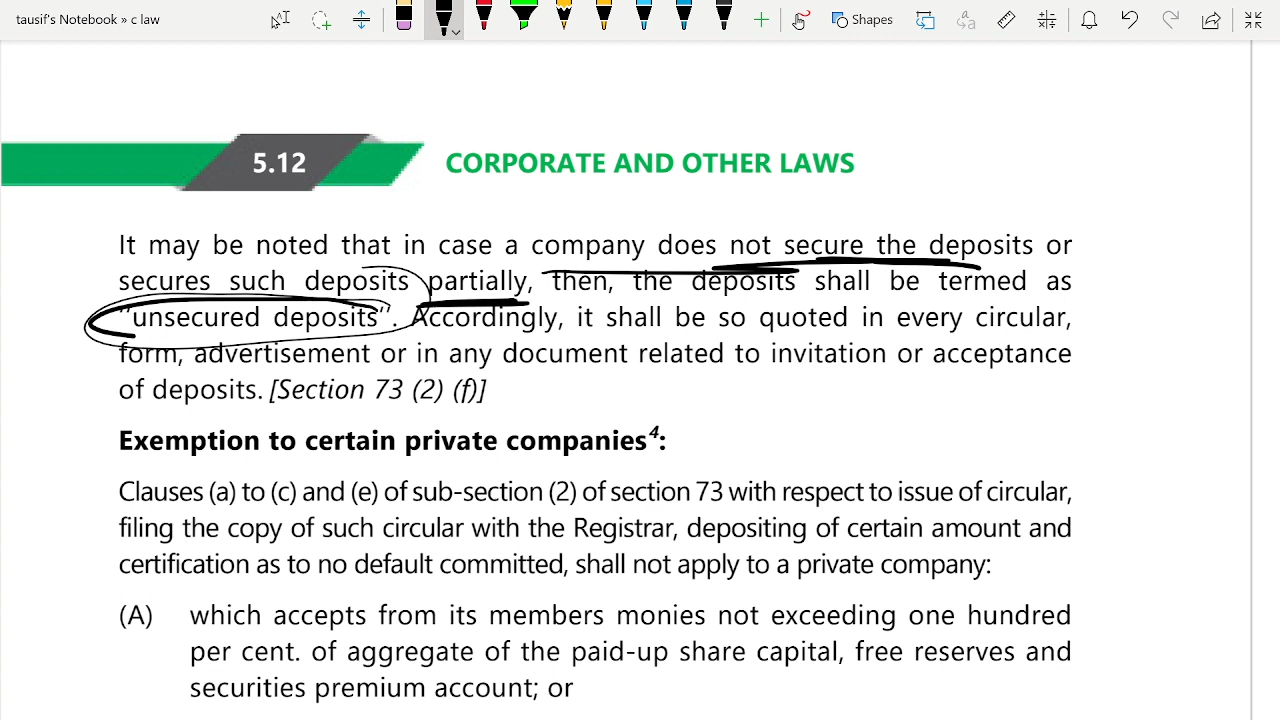 tausif's Notebook » c law
Shapes
5.12
CORPORATE AND OTHER LAWS
It may be noted that in case a company does not secure the deposits or
secures such deposits partially, then, the deposits shall be termed as
''unsecured deposits''. Accordingly, it shall be so quoted in every circular,
form, advertisement or in any document related to invitation or acceptance
of deposits. [Section 73 (2) (f)]
Exemption to certain private companies4:
Clauses (a) to (c) and (e) of sub-section (2) of section 73 with respect to issue of circular,
filing the copy of such circular with the Registrar, depositing of certain amount and
certification as to no default committed, shall not apply to a private company:
(A) which accepts from its members monies not exceeding one hundred
per cent. of aggregate of the paid-up share capital, free reserves and
securities premium account; or